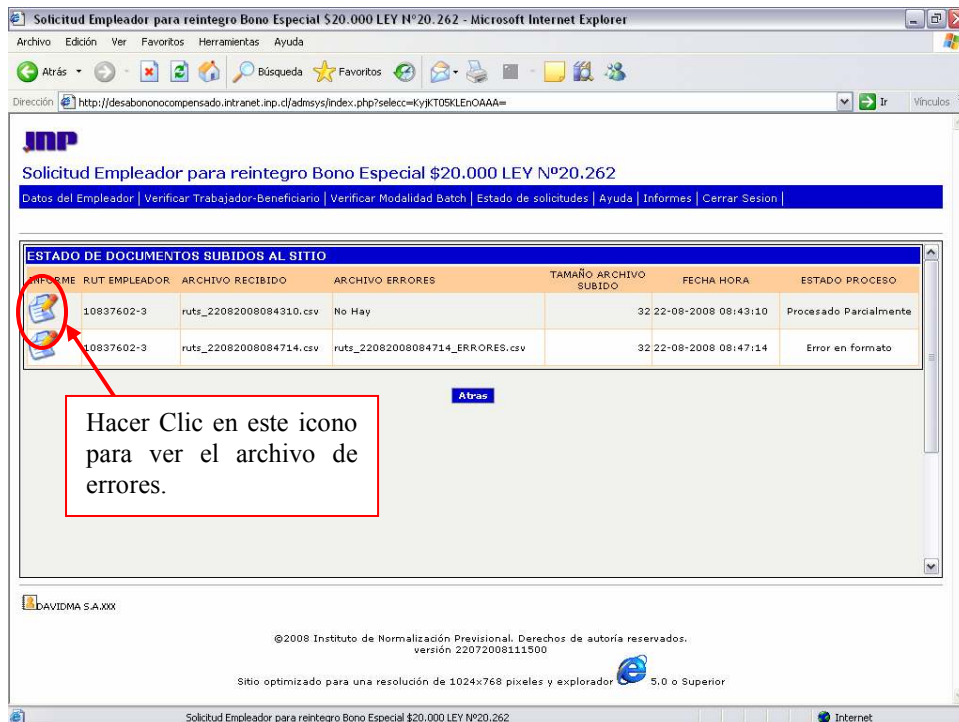 Solicitud Empleador para reintegro Bono Especial $20.000 LEY Nº20.262 - Microsoft Internet Explorer
Archivo Edición Ver Favoritos Herramientas Ayuda
Atrás Búsqueda Favoritos
Dirección http://desabononocompensado.intranet.inp.cl/admsys/index.php?selecc=KyjKT05KLEnOAAA= Ir Vínculos
INP
Solicitud Empleador para reintegro Bono Especial $20.000 LEY Nº20.262
Datos del Empleador | Verificar Trabajador-Beneficiario | Verificar Modalidad Batch | Estado de solicitudes | Ayuda | Informes | Cerrar Sesion |
ESTADO DE DOCUMENTOS SUBIDOS AL SITIO
INFORME RUT EMPLEADOR ARCHIVO RECIBIDO ARCHIVO ERRORES TAMAÑO ARCHIVO SUBIDO FECHA HORA ESTADO PROCESO
10837602-3 ruts_22082008084310.csv No Hay 32 22-08-2008 08:43:10 Procesado Parcialmente
10837602-3 ruts_22082008084714.csv ruts_22082008084714_ERRORES.csv 32 22-08-2008 08:47:14 Error en formato
Atras
Hacer Clic en este icono
para ver el archivo de
errores.
DAVIDMA S.A.XXX
@2008 Instituto de Normalización Previsional. Derechos de autoría reservados.
versión 22072008111500
Sitio optimizado para una resolución de 1024x768 pixeles y explorador 5.0 o Superior
Solicitud Empleador para reintegro Bono Especial $20.000 LEY Nº20.262 Internet